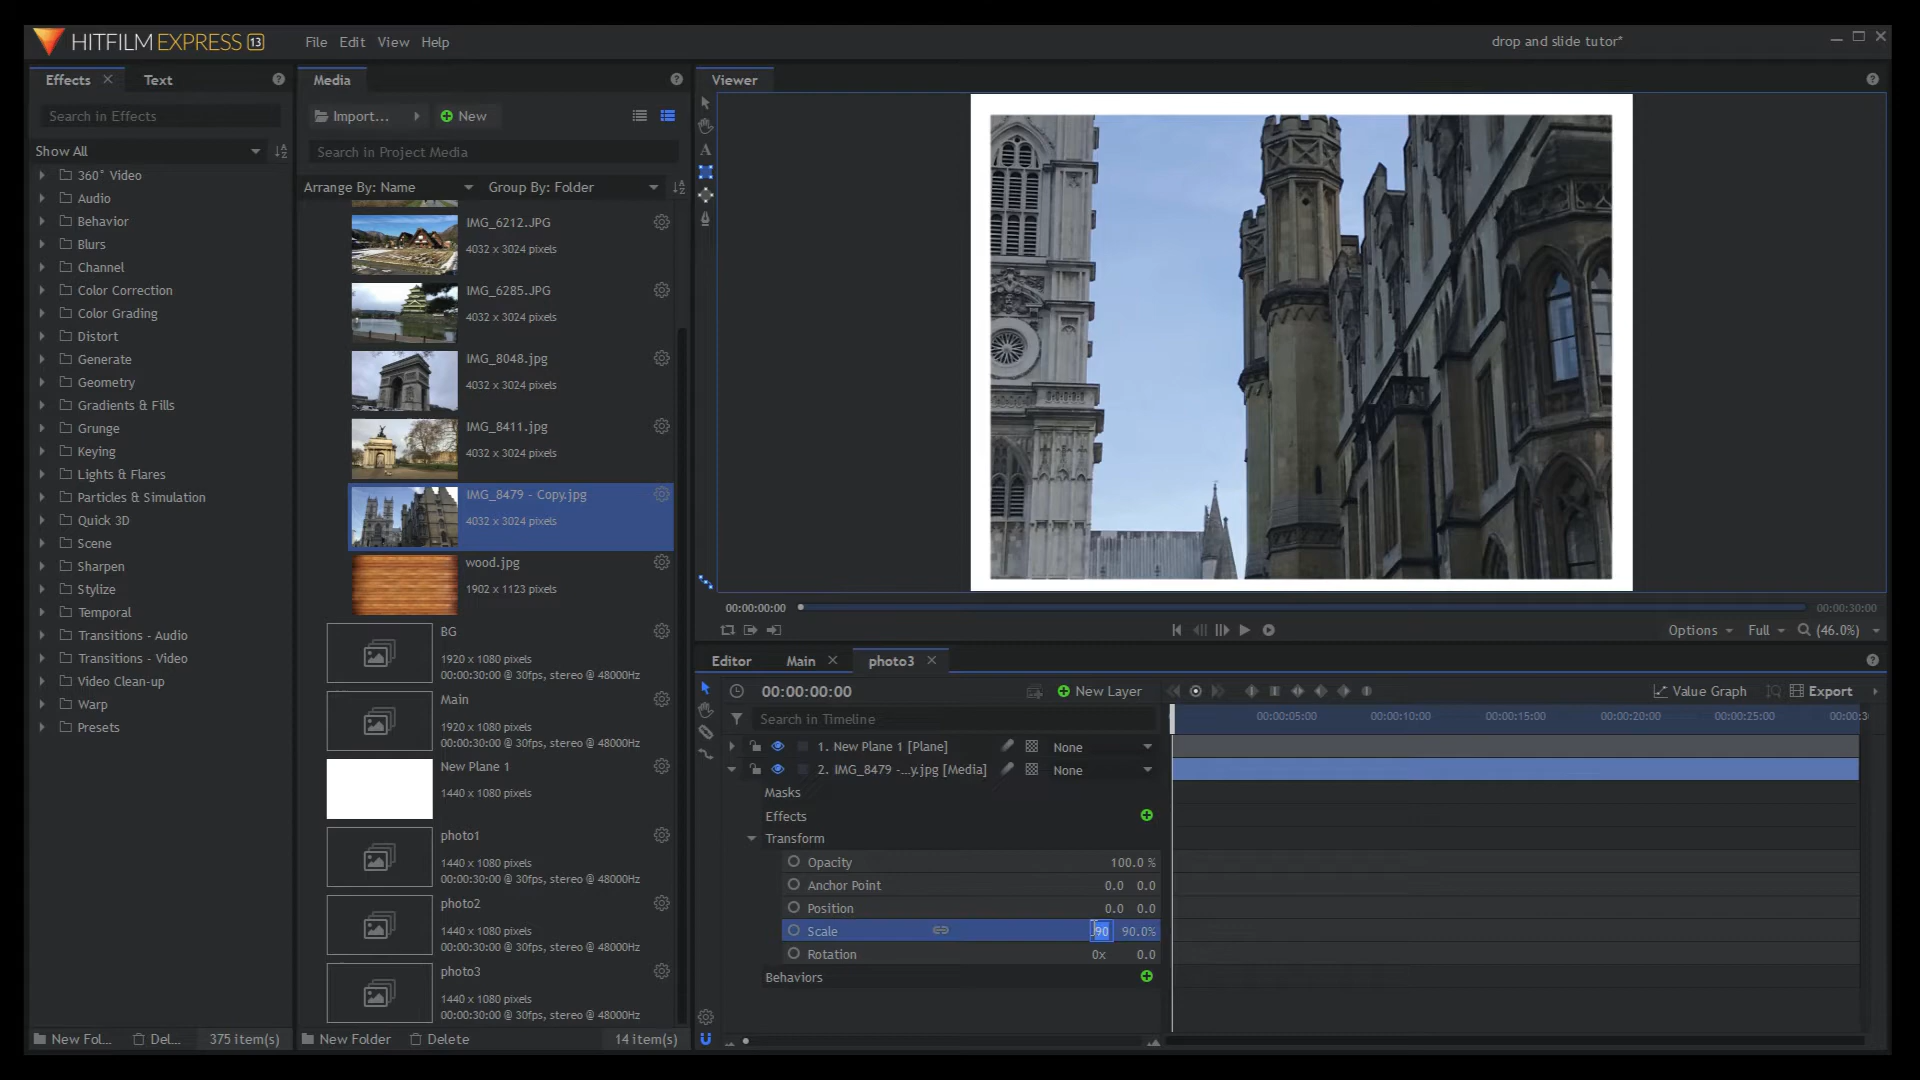 HITFILM EXPRESS 13
File Edit View Help
drop and slide tutor*
Effects
Text
Search in Effects
Show All
360° Video
Audio
Behavior
Blurs
Channel
Color Correction
Color Grading
Distort
Generate
Geometry
Gradients & Fills
Grunge
Keying
Lights & Flares
Particles & Simulation
Quick 3D
Scene
Sharpen
Stylize
Temporal
Transitions - Audio
Transitions - Video
Video Clean-up
Warp
Presets
New Fol... Del... 375 item(s)
Media
Import... New
Search in Project Media
Arrange By: Name Group By: Folder
IMG_6212.JPG
4032 x 3024 pixels
IMG_6285.JPG
4032 x 3024 pixels
IMG_8048.jpg
4032 x 3024 pixels
IMG_8411.jpg
4032 x 3024 pixels
IMG_8479 - Copy.jpg
4032 x 3024 pixels
wood.jpg
1902 x 1123 pixels
BG
1920 x 1080 pixels
00:00:30:00 @ 30fps, stereo @ 48000Hz
Main
1920 x 1080 pixels
00:00:30:00 @ 30fps, stereo @ 48000Hz
New Plane 1
1440 x 1080 pixels
photo1
1440 x 1080 pixels
00:00:30:00 @ 30fps, stereo @ 48000Hz
photo2
1440 x 1080 pixels
00:00:30:00 @ 30fps, stereo @ 48000Hz
photo3
1440 x 1080 pixels
00:00:30:00 @ 30fps, stereo @ 48000Hz
New Folder Delete 14 item(s)
Viewer
00:00:00:00
00:00:30:00
Options Full (46.0%)
Editor Main photo3
00:00:00:00 New Layer Value Graph Export
Search in Timeline
00:00:05:00 00:00:10:00 00:00:15:00 00:00:20:00 00:00:25:00 00:00:3
1. New Plane 1 [Plane] None
2. IMG_8479 -...y.jpg [Media] None
Masks
Effects
Transform
Opacity 100.0 %
Anchor Point 0.0 0.0
Position 0.0 0.0
Scale 90 90.0%
Rotation 0x 0.0
Behaviors